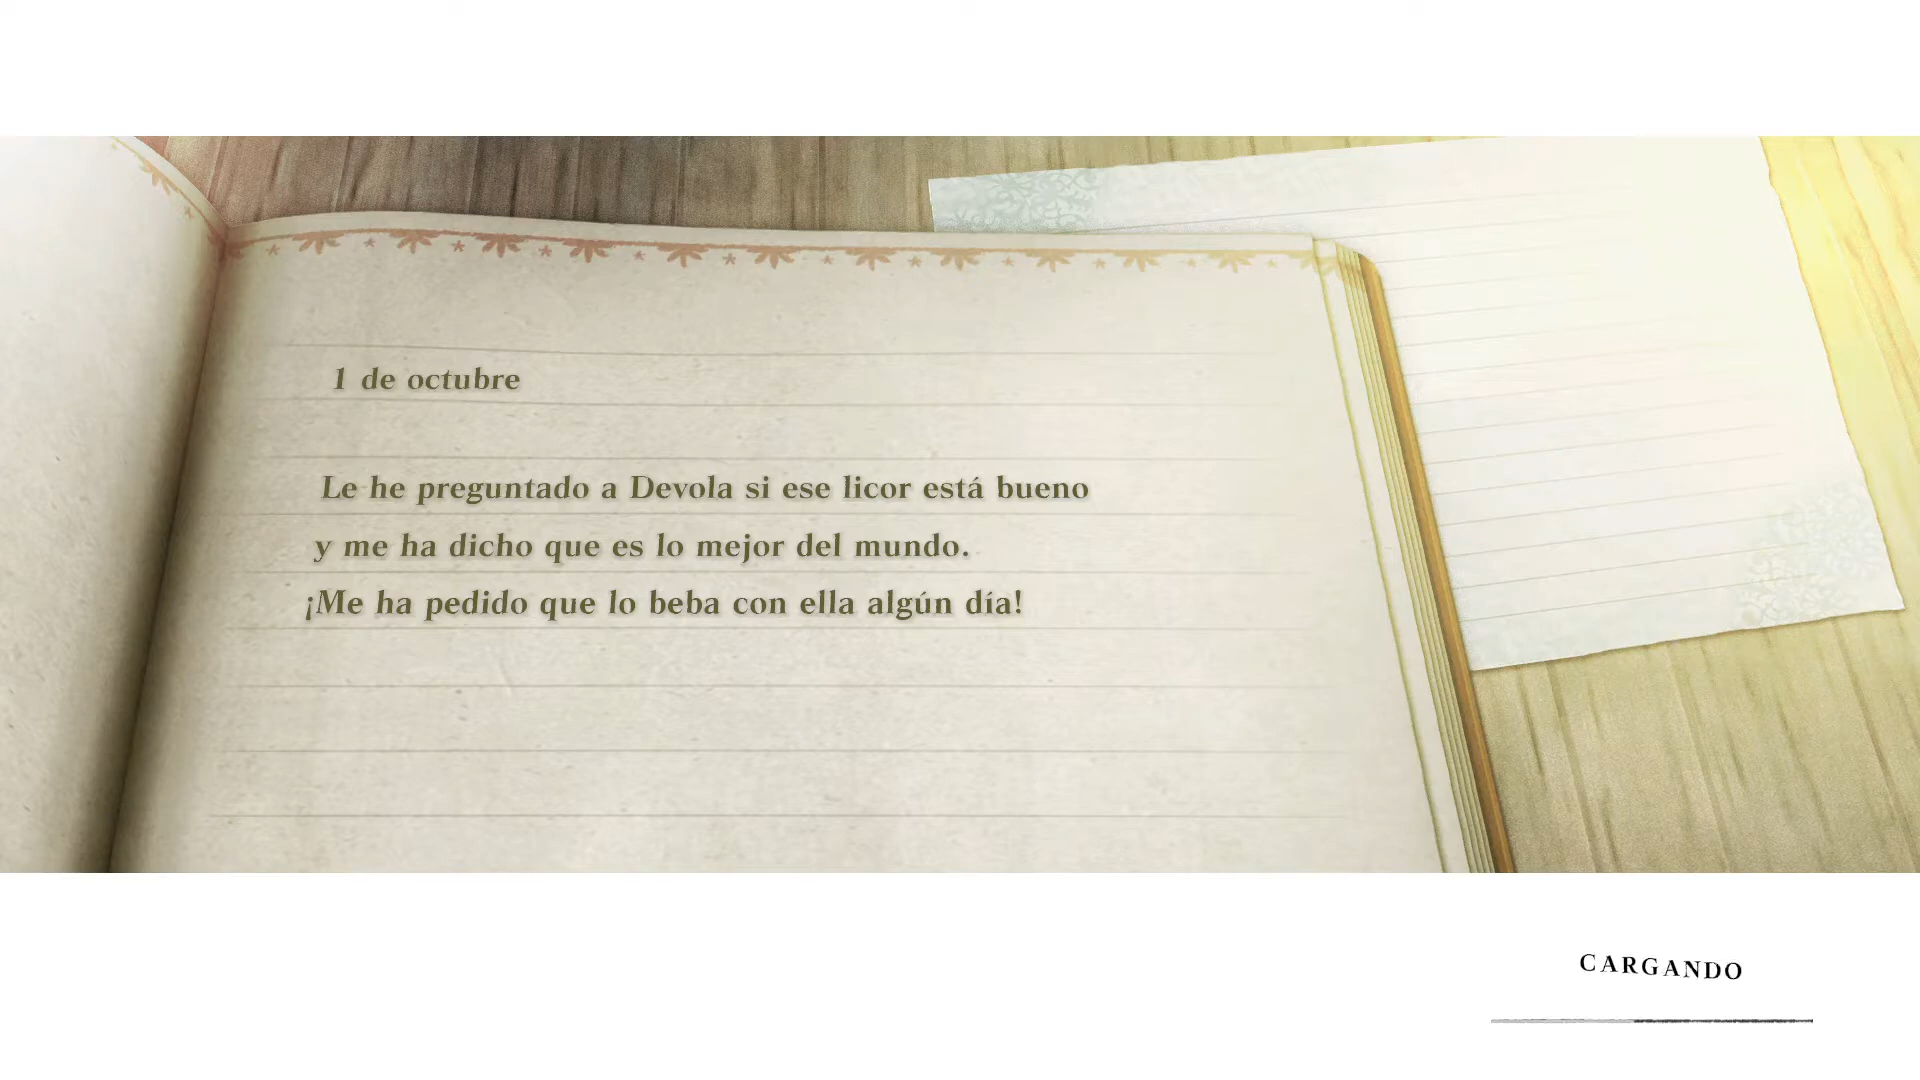 1 de octubre
Le he preguntado a Devola si ese licor está bueno
y me ha dicho que es lo mejor del mundo.
¡Me ha pedido que lo beba con ella algún día!
CARGANDO